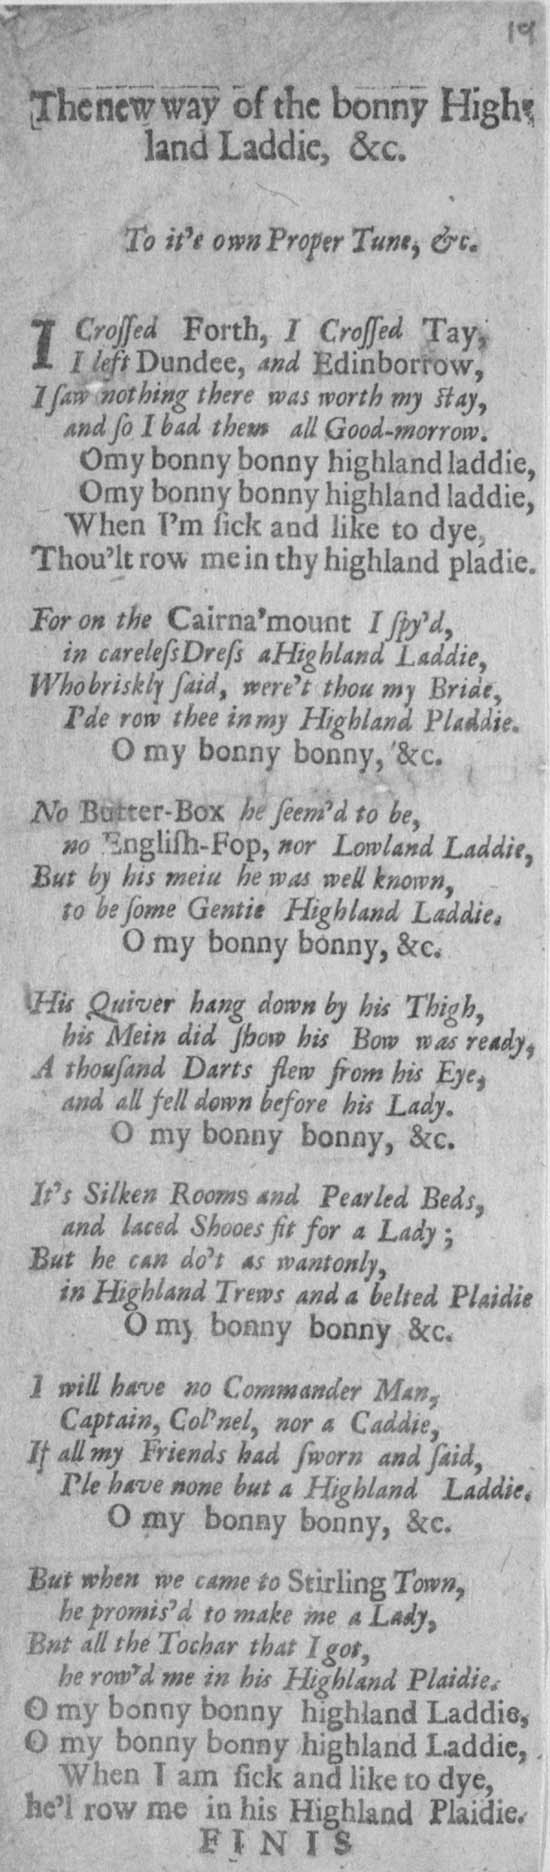 19
The new way of the bonny High-
land Laddie, &c.
To it's own Proper Tune, &c.
I Croſſed Forth, I Croſſed Tay,
I left Dundee, and Edinborrow,
I ſaw nothing there was worth my ſtay,
and ſo I bad them all Good-morrow.
Omy bonny bonny highland laddie,
Omy bonny bonny highland laddie,
When I'm ſick and like to dye,
Thou'lt row me in thy highland pladie.
For on the Cairna'mount I ſpy'd,
in careleſs Dreſs a Highland Laddie,
Who briskly ſaid, were't thou my Bride,
I'de row thee in my Highland Pladdie.
O my bonny bonny, &c.
No Butter-Box he ſeem'd to be,
no Engliſh-Fop, nor Lowland Laddie,
But by his meiu he was well known,
to be ſome Gentie Highland Laddie.
O my bonny bonny, &c.
His Quiver hang down by his Thigh,
his Mein did ſhow his Bow was ready,
A thouſand Darts flew from his Eye,
and all fell down before his Lady.
O my bonny bonny, &c.
It's Silken Rooms and Pearled Beds,
and laced Shooes fit for a Lady;
But he can do't as wantonly,
in Highland Trews and a belted Plaidie
O my bonny bonny &c.
I will have no Commander Man,
Captain, Col'nel, nor a Caddie,
If all my Friends had ſworn and ſaid,
I'le have none but a Highland Laddie.
O my bonny bonny, &c.
But when we came to Stirling Town,
he promis'd to make me a Lady,
Bnt all the Tochar that I got,
he row'd me in his Highland Plaidie.
O my bonny bonny highland Laddie,
O my bonny bonny highland Laddie,
When I am ſick and like to dye,
he'l row me in his Highland Plaidie.
FINIS